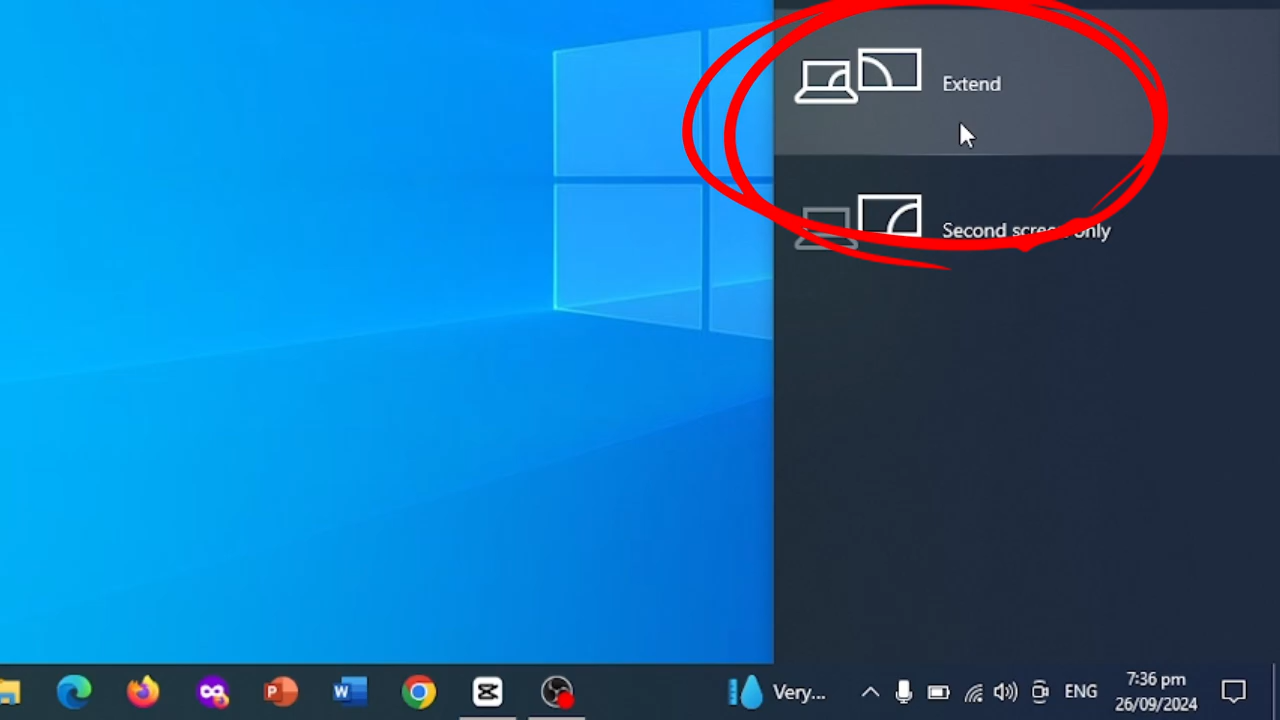 Extend
Second screen only
Very...
ENG
7:36 pm
26/09/2024